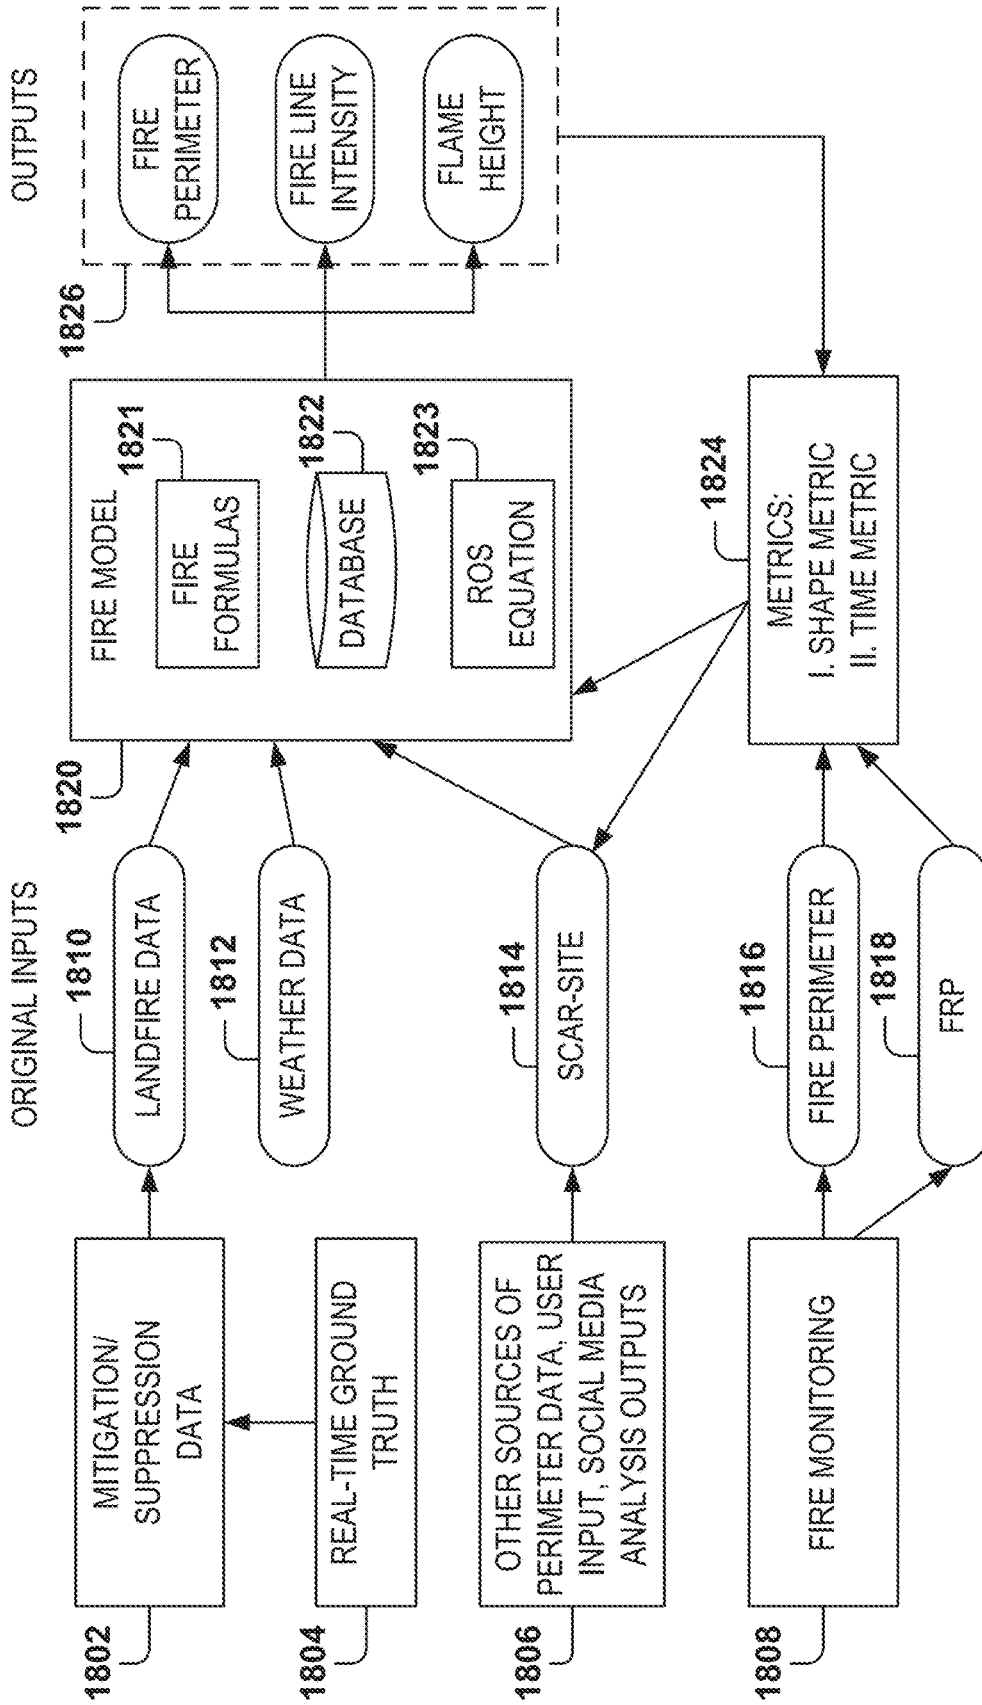 ORIGINAL INPUTS
OUTPUTS
1802
MITIGATION/
SUPPRESSION
DATA
1804
REAL-TIME GROUND
TRUTH
1806
OTHER SOURCES OF
PERIMETER DATA, USER
INPUT, SOCIAL MEDIA
ANALYSIS OUTPUTS
1808
FIRE MONITORING
1810
LANDFIRE DATA
1812
WEATHER DATA
1814
SCAR-SITE
1816
FIRE PERIMETER
1818
FRP
1820
FIRE MODEL
1821
FIRE
FORMULAS
1822
DATABASE
1823
ROS
EQUATION
1824
METRICS:
I. SHAPE METRIC
II. TIME METRIC
1826
FIRE
PERIMETER
FIRE LINE
INTENSITY
FLAME
HEIGHT